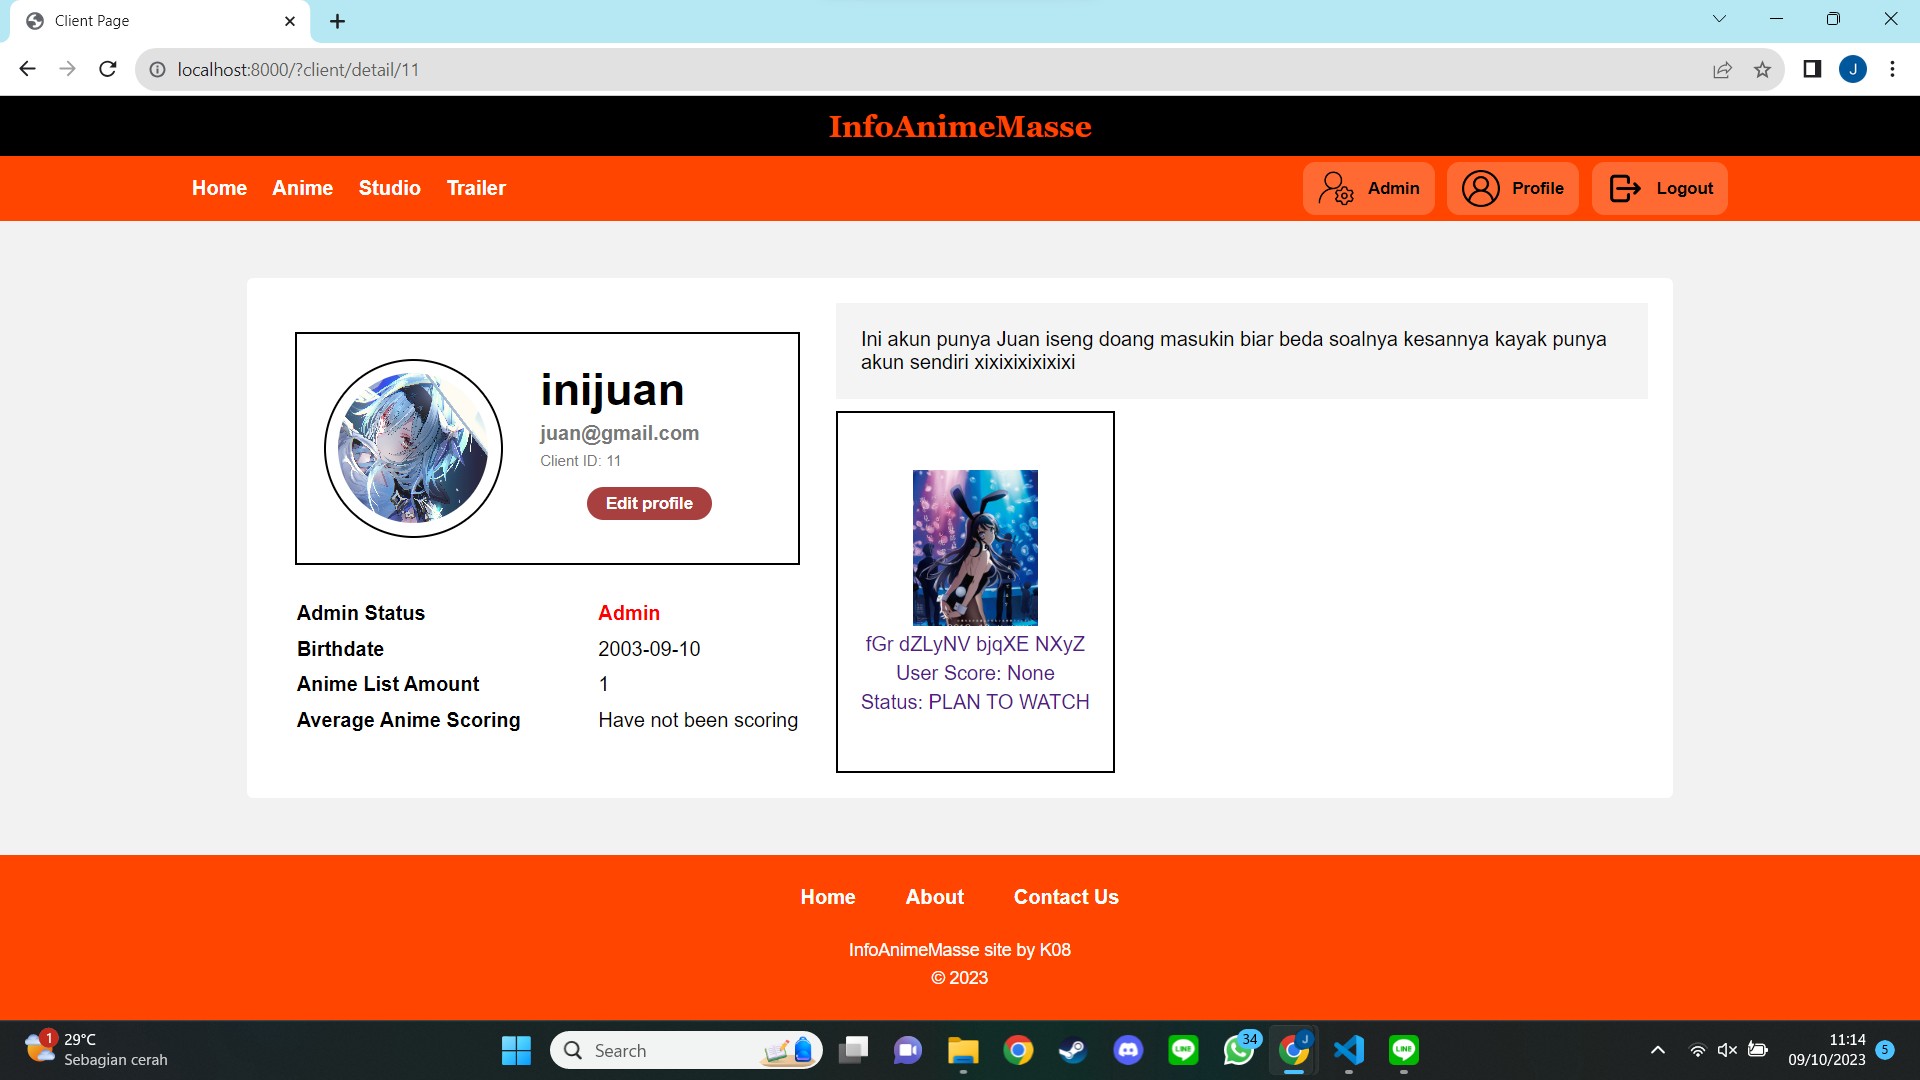 Client Page
localhost:8000/?client/detail/11
J
InfoAnimeMasse
Home Anime Studio Trailer
Admin Profile Logout
inijuan
juan@gmail.com
Client ID: 11
Edit profile
Admin Status Admin
Birthdate 2003-09-10
Anime List Amount 1
Average Anime Scoring Have not been scoring
Ini akun punya Juan iseng doang masukin biar beda soalnya kesannya kayak punya
akun sendiri xixixixixixixi
fGr dZLyNV bjqXE NXyZ
User Score: None
Status: PLAN TO WATCH
Home About Contact Us
InfoAnimeMasse site by K08
© 2023
1
29°C
Sebagian cerah
Search
LINE
34
J
LINE
11:14
09/10/2023
5